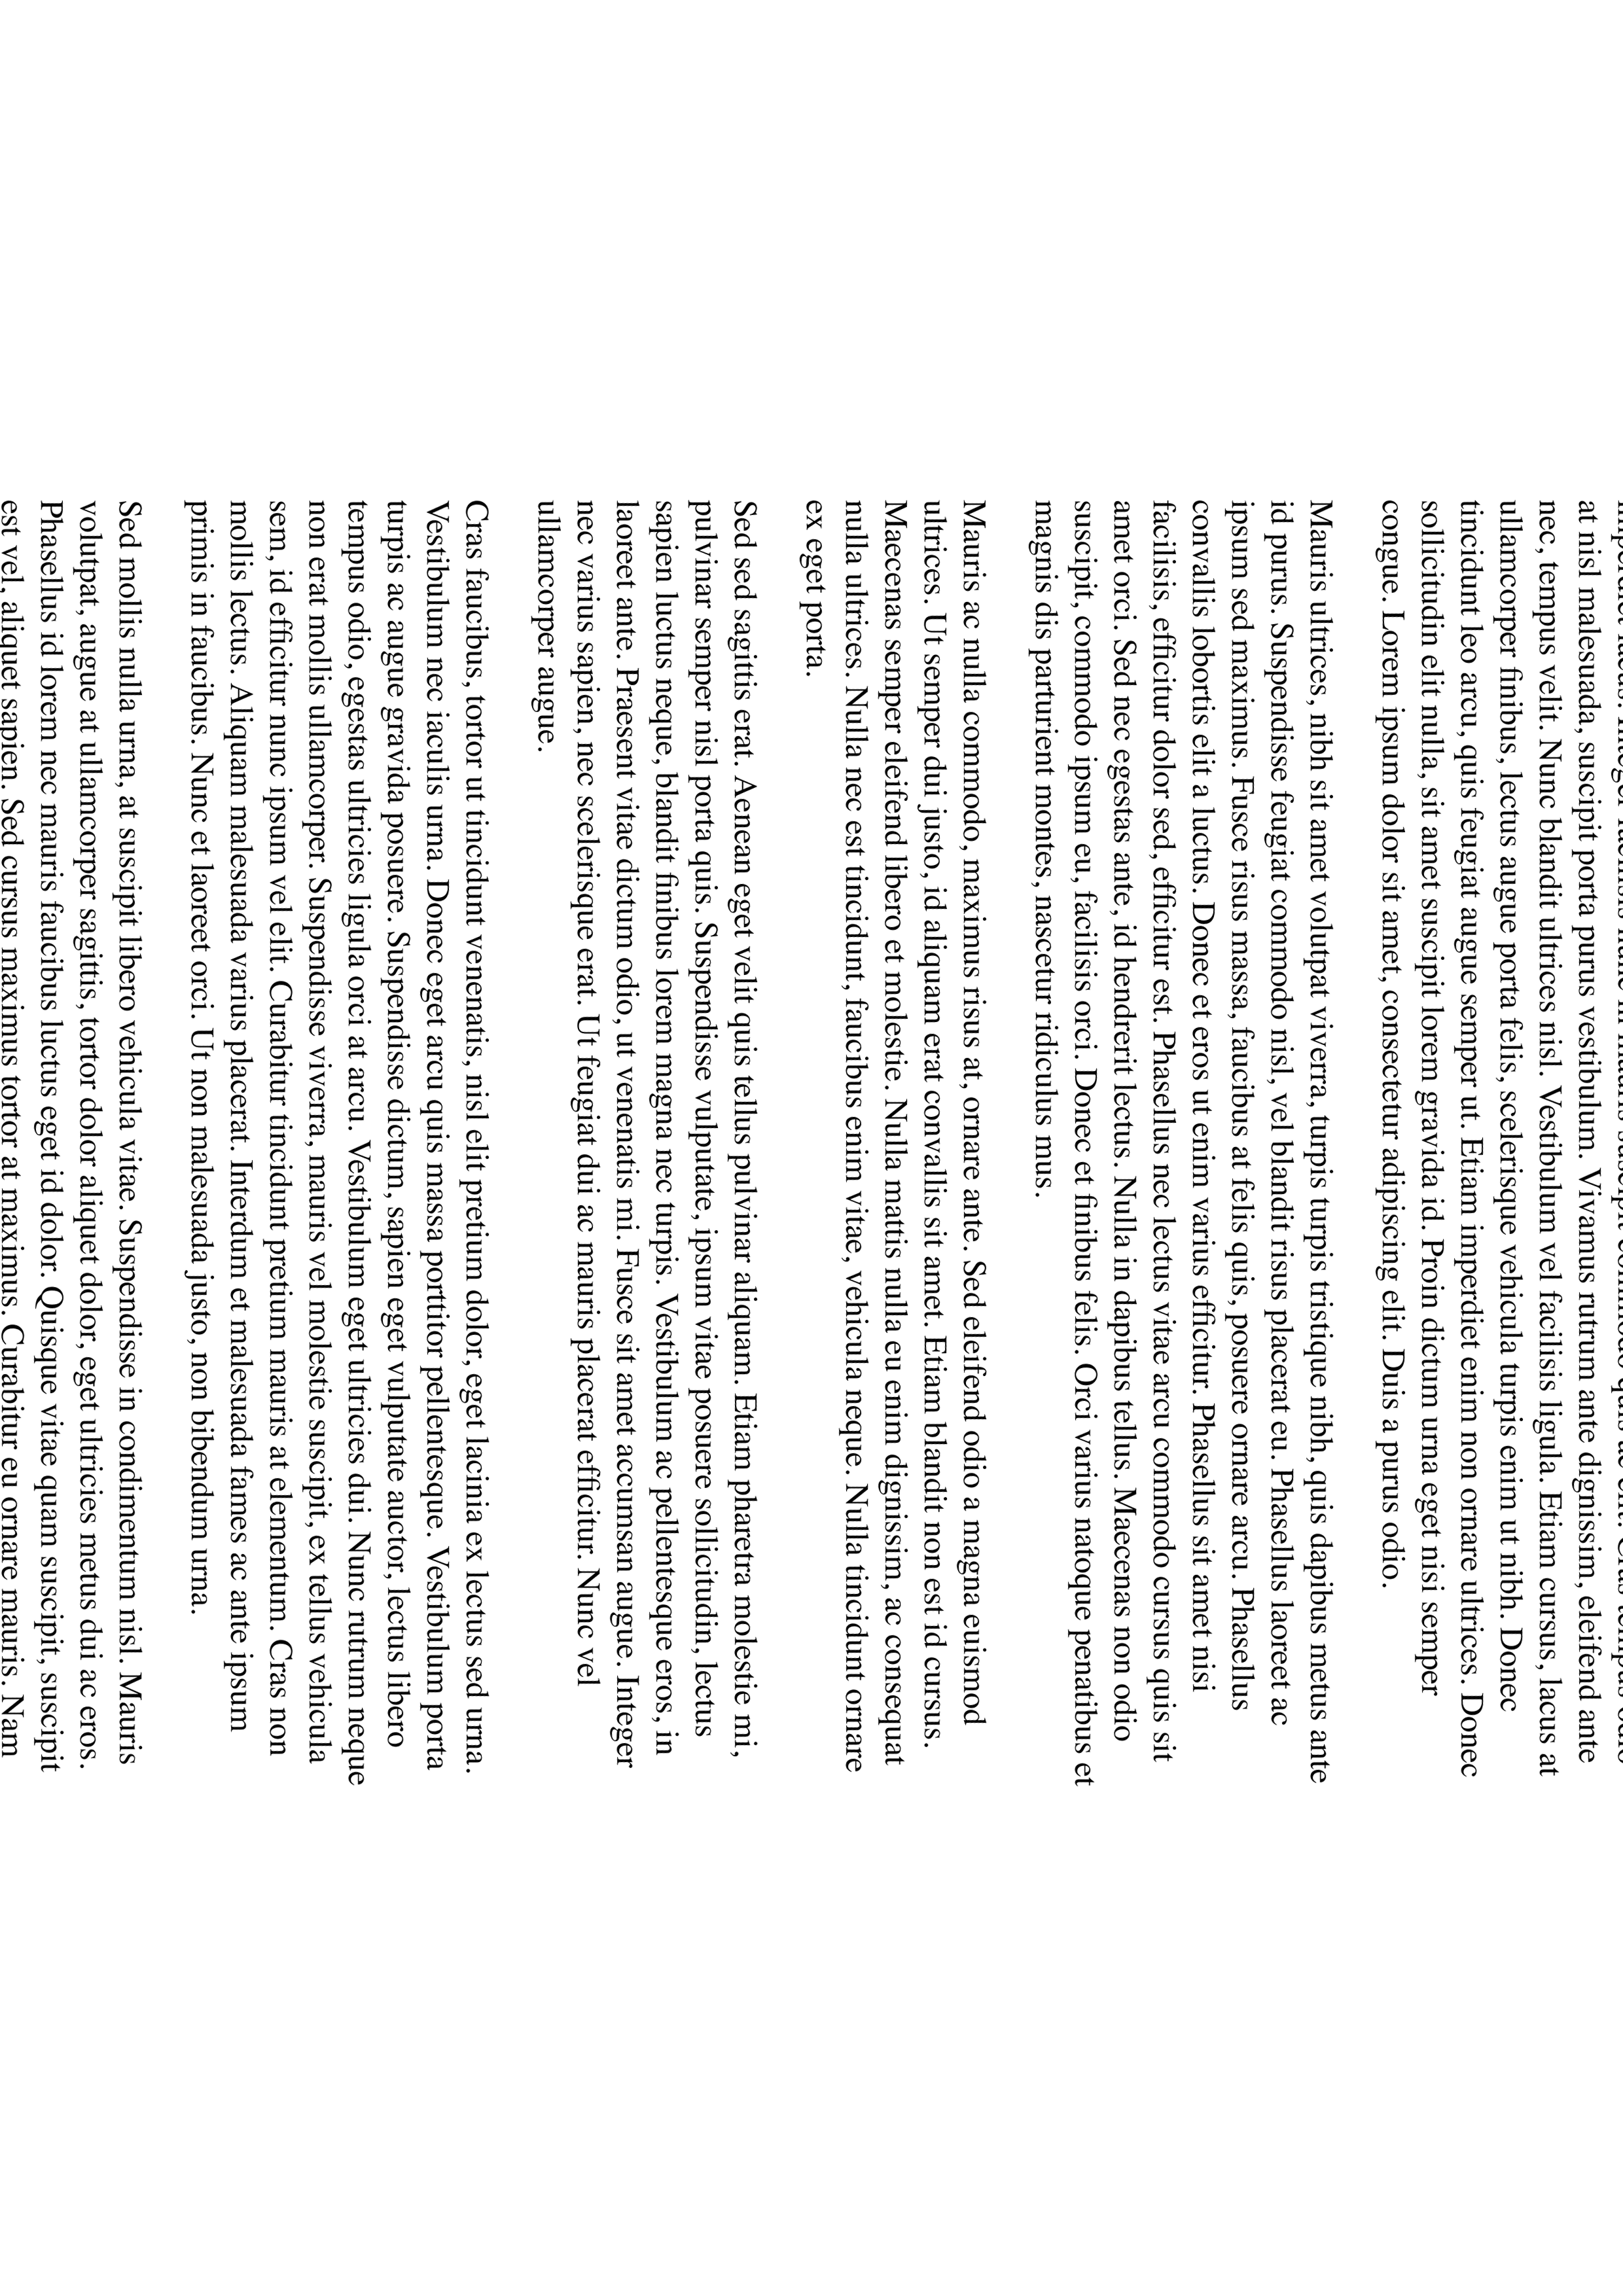 at nisl malesuada, suscipit porta purus vestibulum. Vivamus rutrum ante dignissim, eleifend ante
nec, tempus velit. Nunc blandit ultrices nisl. Vestibulum vel facilisis ligula. Etiam cursus, lacus at
ullamcorper finibus, lectus augue porta felis, scelerisque vehicula turpis enim ut nibh. Donec
tincidunt leo arcu, quis feugiat augue semper ut. Etiam imperdiet enim non ornare ultrices. Donec
sollicitudin elit nulla, sit amet suscipit lorem gravida id. Proin dictum urna eget nisi semper
congue. Lorem ipsum dolor sit amet, consectetur adipiscing elit. Duis a purus odio.
Mauris ultrices, nibh sit amet volutpat viverra, turpis turpis tristique nibh, quis dapibus metus ante
id purus. Suspendisse feugiat commodo nisl, vel blandit risus placerat eu. Phasellus laoreet ac
ipsum sed maximus. Fusce risus massa, faucibus at felis quis, posuere ornare arcu. Phasellus
convallis lobortis elit a luctus. Donec et eros ut enim varius efficitur. Phasellus sit amet nisi
facilisis, efficitur dolor sed, efficitur est. Phasellus nec lectus vitae arcu commodo cursus quis sit
amet orci. Sed nec egestas ante, id hendrerit lectus. Nulla in dapibus tellus. Maecenas non odio
suscipit, commodo ipsum eu, facilisis orci. Donec et finibus felis. Orci varius natoque penatibus et
magnis dis parturient montes, nascetur ridiculus mus.
Mauris ac nulla commodo, maximus risus at, ornare ante. Sed eleifend odio a magna euismod
ultrices. Ut semper dui justo, id aliquam erat convallis sit amet. Etiam blandit non est id cursus.
Maecenas semper eleifend libero et molestie. Nulla mattis nulla eu enim dignissim, ac consequat
nulla ultrices. Nulla nec est tincidunt, faucibus enim vitae, vehicula neque. Nulla tincidunt ornare
ex eget porta.
Sed sed sagittis erat. Aenean eget velit quis tellus pulvinar aliquam. Etiam pharetra molestie mi,
pulvinar semper nisl porta quis. Suspendisse vulputate, ipsum vitae posuere sollicitudin, lectus
sapien luctus neque, blandit finibus lorem magna nec turpis. Vestibulum ac pellentesque eros, in
laoreet ante. Praesent vitae dictum odio, ut venenatis mi. Fusce sit amet accumsan augue. Integer
nec varius sapien, nec scelerisque erat. Ut feugiat dui ac mauris placerat efficitur. Nunc vel
ullamcorper augue.
Cras faucibus, tortor ut tincidunt venenatis, nisl elit pretium dolor, eget lacinia ex lectus sed urna.
Vestibulum nec iaculis urna. Donec eget arcu quis massa porttitor pellentesque. Vestibulum porta
turpis ac augue gravida posuere. Suspendisse dictum, sapien eget vulputate auctor, lectus libero
tempus odio, egestas ultricies ligula orci at arcu. Vestibulum eget ultricies dui. Nunc rutrum neque
non erat mollis ullamcorper. Suspendisse viverra, mauris vel molestie suscipit, ex tellus vehicula
sem, id efficitur nunc ipsum vel elit. Curabitur tincidunt pretium mauris at elementum. Cras non
mollis lectus. Aliquam malesuada varius placerat. Interdum et malesuada fames ac ante ipsum
primis in faucibus. Nunc et laoreet orci. Ut non malesuada justo, non bibendum urna.
Sed mollis nulla urna, at suscipit libero vehicula vitae. Suspendisse in condimentum nisl. Mauris
volutpat, augue at ullamcorper sagittis, tortor dolor aliquet dolor, eget ultricies metus dui ac eros.
Phasellus id lorem nec mauris faucibus luctus eget id dolor. Quisque vitae quam suscipit, suscipit
est vel, aliquet sapien. Sed cursus maximus tortor at maximus. Curabitur eu ornare mauris. Nam